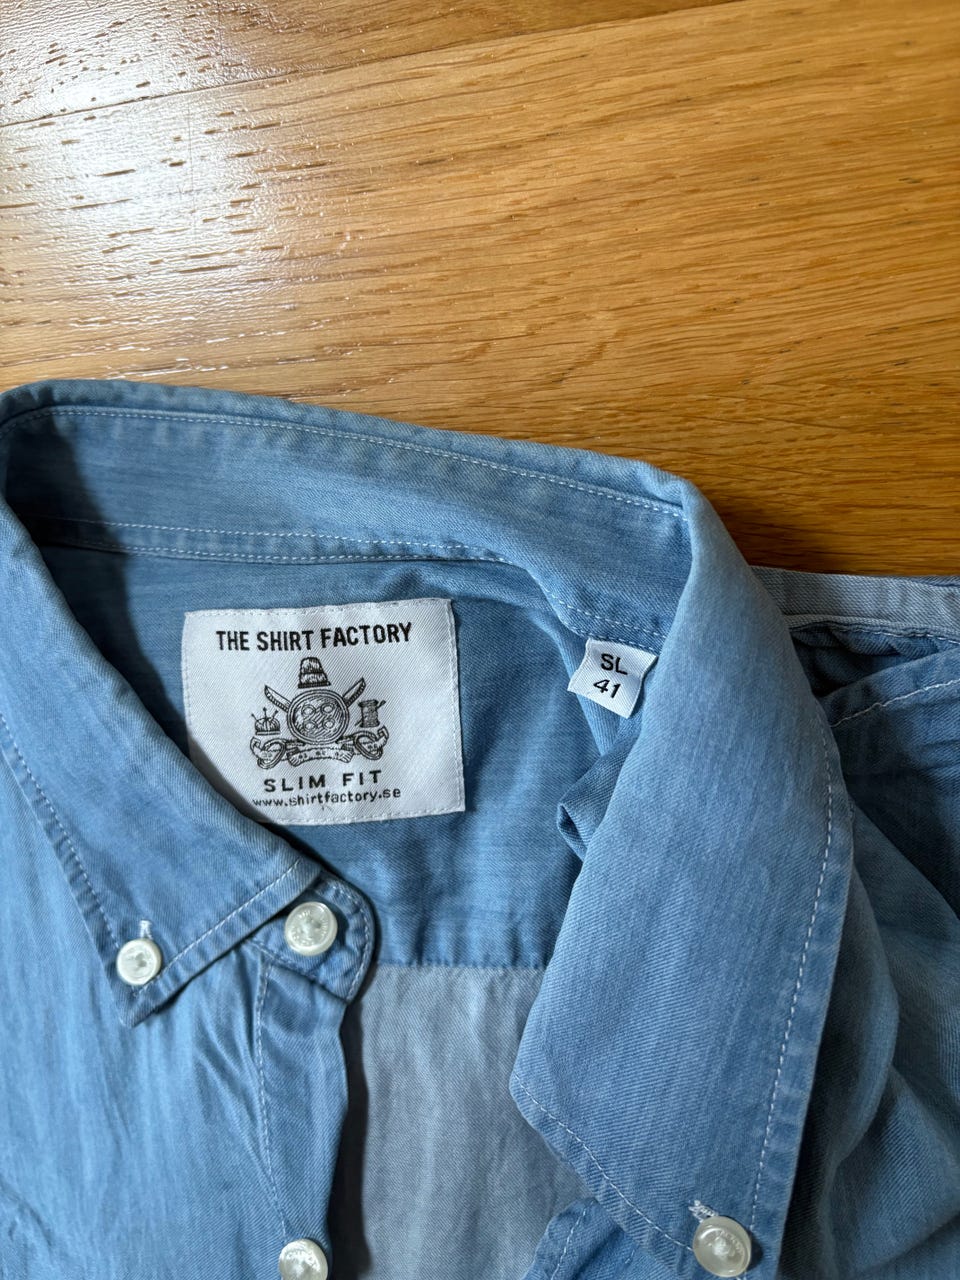 THE SHIRT FACTORY
SLIM FIT
www.shirtfactory.se
SL
41